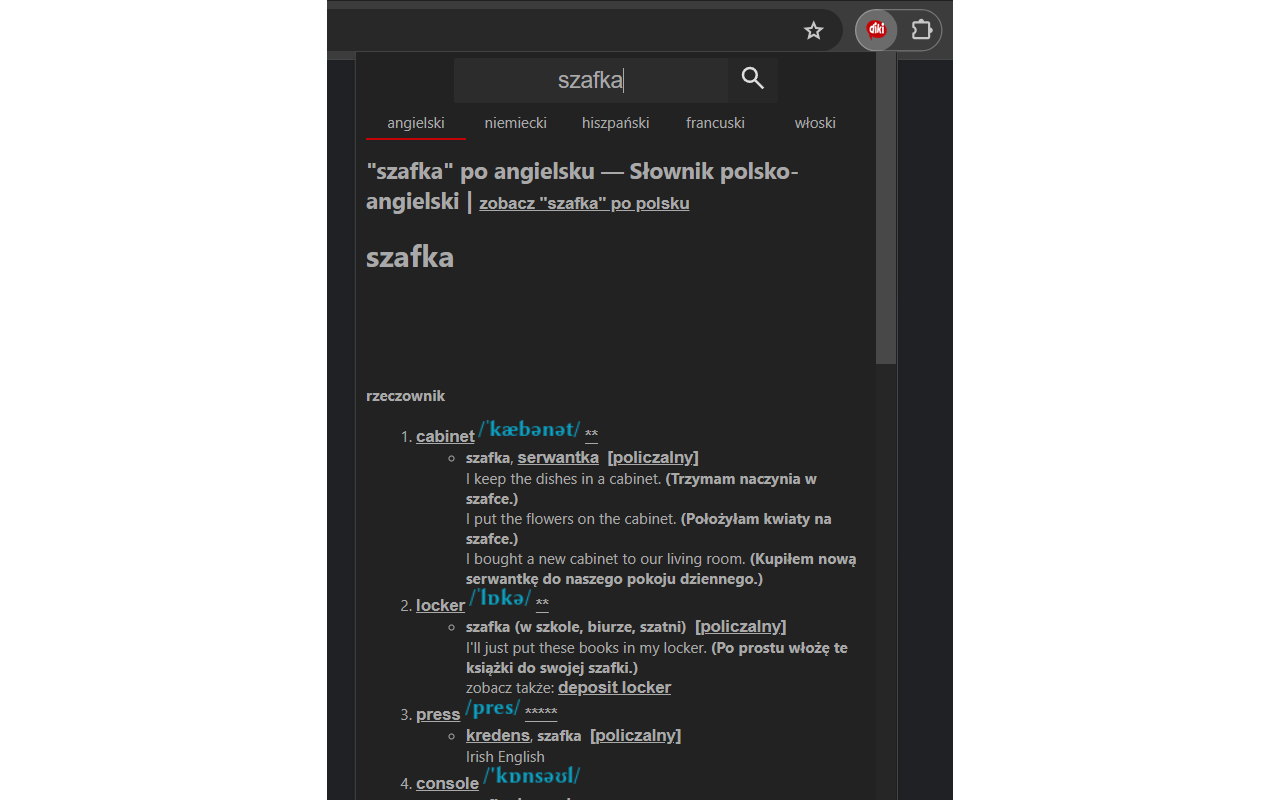 diki
szafka
angielski niemiecki hiszpański francuski włoski
"szafka" po angielsku — Słownik polsko-
angielski | zobacz "szafka" po polsku
szafka
rzeczownik
1. cabinet /ˈkæbənət/ **
szafka, serwantka [policzalny]
I keep the dishes in a cabinet. (Trzymam naczynia w
szafce.)
I put the flowers on the cabinet. (Położyłam kwiaty na
szafce.)
I bought a new cabinet to our living room. (Kupiłem nową
serwantkę do naszego pokoju dziennego.)
2. locker /ˈlɒkə/ **
szafka (w szkole, biurze, szatni) [policzalny]
I'll just put these books in my locker. (Po prostu włożę te
książki do swojej szafki.)
zobacz także: deposit locker
3. press /pres/ *****
kredens, szafka [policzalny]
Irish English
4. console /ˈkɒnsəʊl/